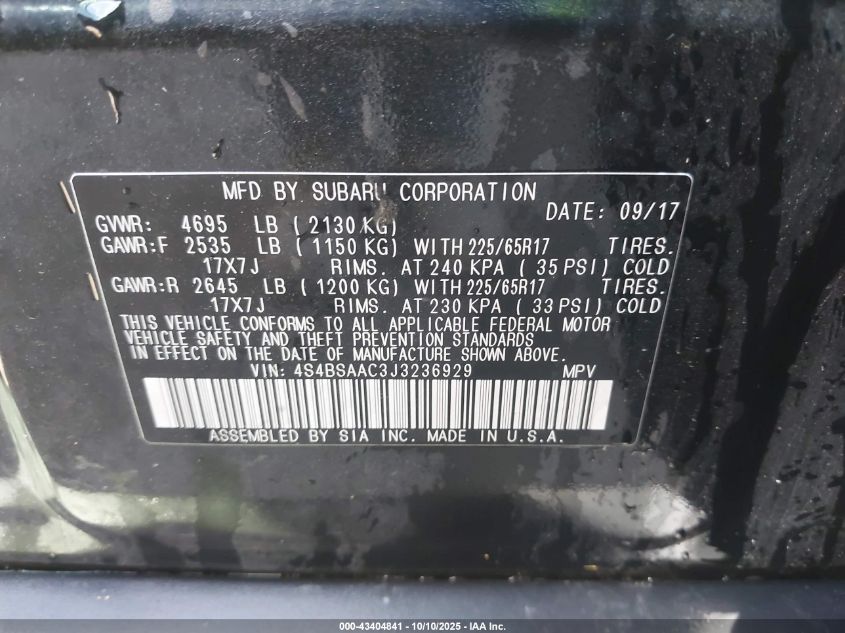 MFD BY SUBARU CORPORATION
DATE: 09/17
GVWR: 4695 LB ( 2130 KG)
GAWR:F 2535 LB ( 1150 KG) WITH 225/65R17 TIRES.
17X7J RIMS. AT 240 KPA ( 35 PSI) COLD
GAWR:R 2645 LB ( 1200 KG) WITH 225/65R17 TIRES.
17X7J RIMS. AT 230 KPA ( 33 PSI) COLD
THIS VEHICLE CONFORMS TO ALL APPLICABLE FEDERAL MOTOR
VEHICLE SAFETY AND THEFT PREVENTION STANDARDS
IN EFFECT ON THE DATE OF MANUFACTURE SHOWN ABOVE.
VIN: 4S4BSAAC3J3236929 MPV
ASSEMBLED BY SIA INC. MADE IN U.S.A.
000-43404841 - 10/10/2025 - IAA Inc.